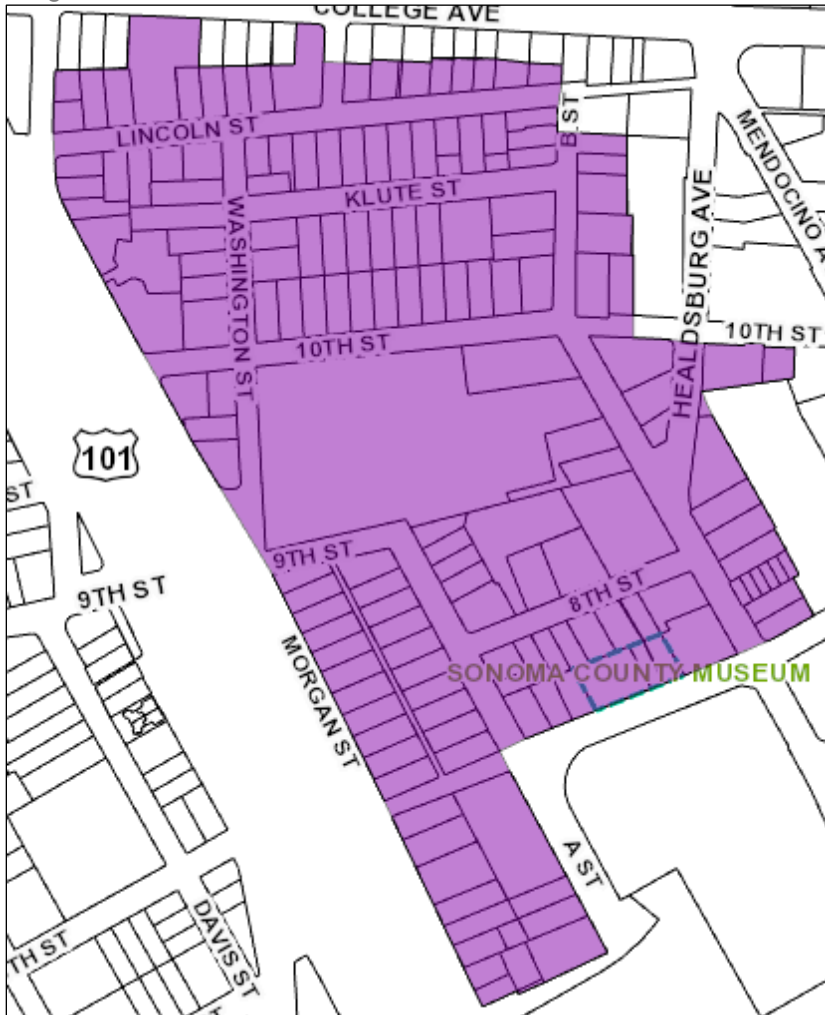 COLLEGE AVE
LINCOLN ST
B ST
MENDOCINO A
KLUTE ST
WASHINGTON ST
HEALDSBURG AVE
10TH ST
10TH ST
101
ST
9TH ST
9TH ST
8TH ST
MORGAN ST
SONOMA COUNTY MUSEUM
A ST
DAVIS ST
TH ST